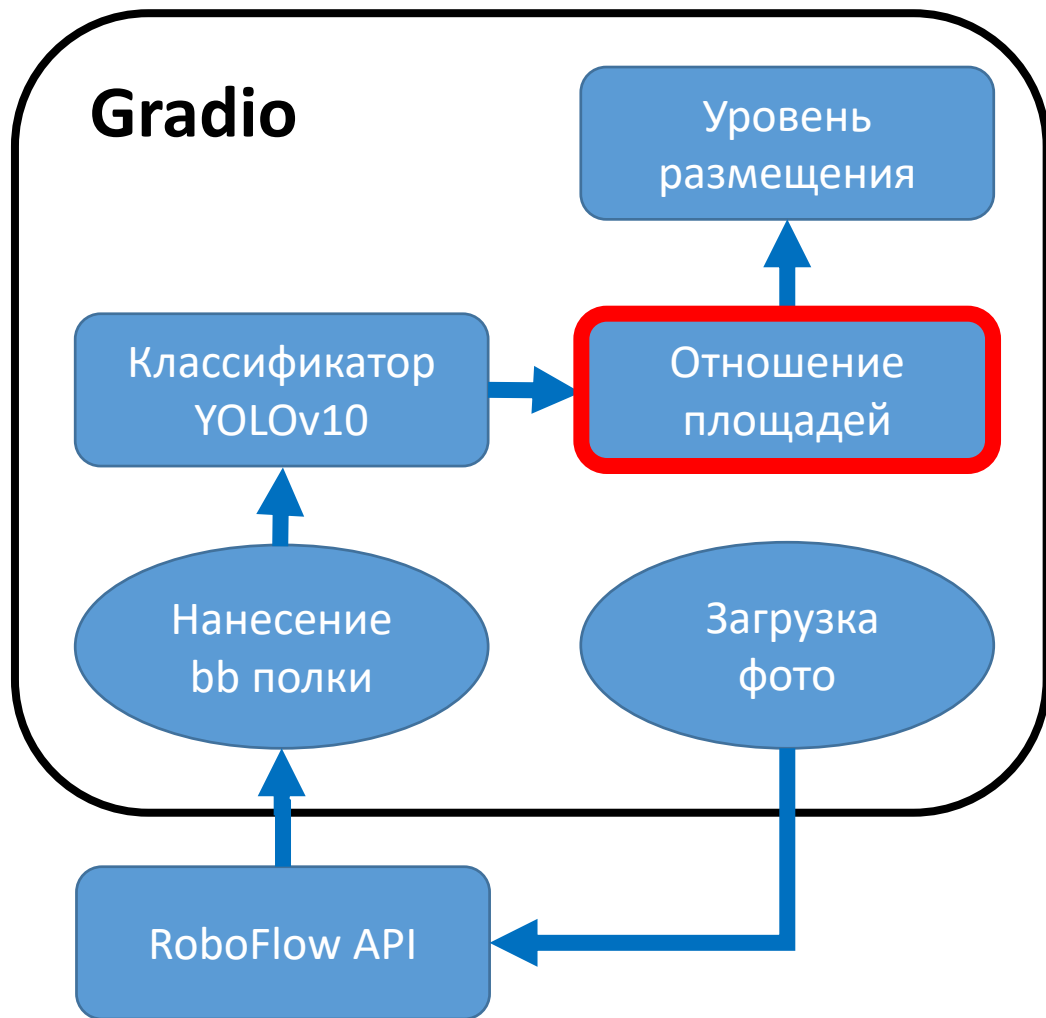 Gradio
Уровень
размещения
Классификатор
YOLOv10
Отношение
площадей
Нанесение
bb полки
Загрузка
фото
RoboFlow API